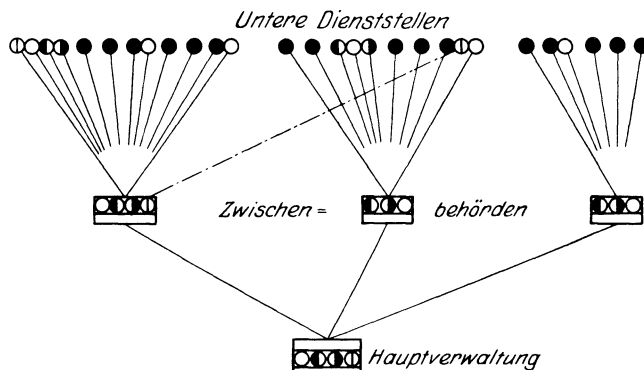 Untere Dienststellen
Zwischen= behörden
Hauptverwaltung